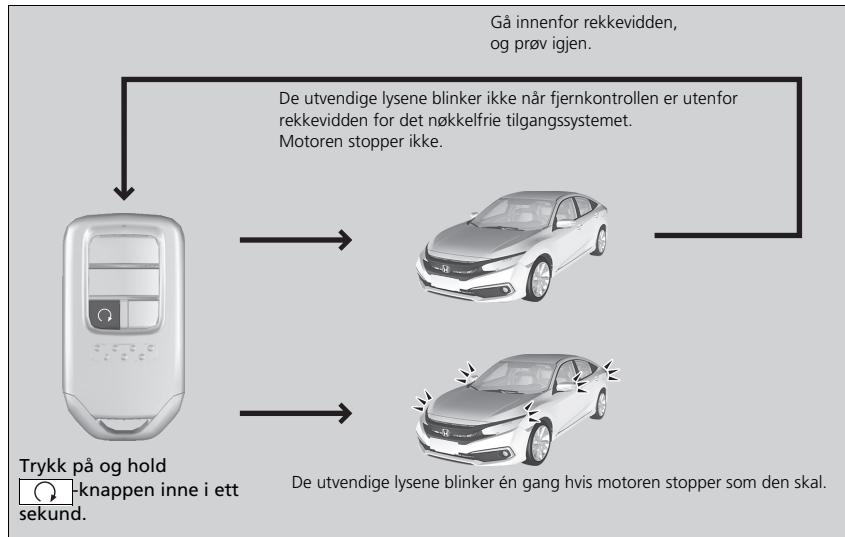 Gå innenfor rekkevidden,
og prøv igjen.
De utvendige lysene blinker ikke når fjernkontrollen er utenfor
rekkevidden for det nøkkelfrie tilgangssystemet.
Motoren stopper ikke.
Trykk på og hold
-knappen inne i ett
sekund.
De utvendige lysene blinker én gang hvis motoren stopper som den skal.